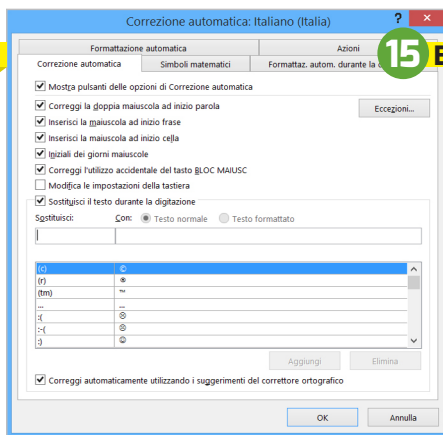 Correzione automatica: Italiano (Italia) ? ×
Formattazione automatica Azioni
15
Correzione automatica Simboli matematici Formattaz. autom. durante la
Mostra pulsanti delle opzioni di Correzione automatica
Correggi la doppia maiuscola ad inizio parola Eccezioni...
Inserisci la maiuscola ad inizio frase
Inserisci la maiuscola ad inizio cella
Iniziali dei giorni maiuscole
Correggi l'utilizzo accidentale del tasto BLOC MAIUSC
Modifica le impostazioni della tastiera
Sostituisci il testo durante la digitazione
Sostituisci: Con: Testo normale Testo formattato
(c) ©
(r) ®
(tm) ™
... …
:( ☹
:-( ☹
:) ☺
Aggiungi Elimina
Correggi automaticamente utilizzando i suggerimenti del correttore ortografico
OK Annulla